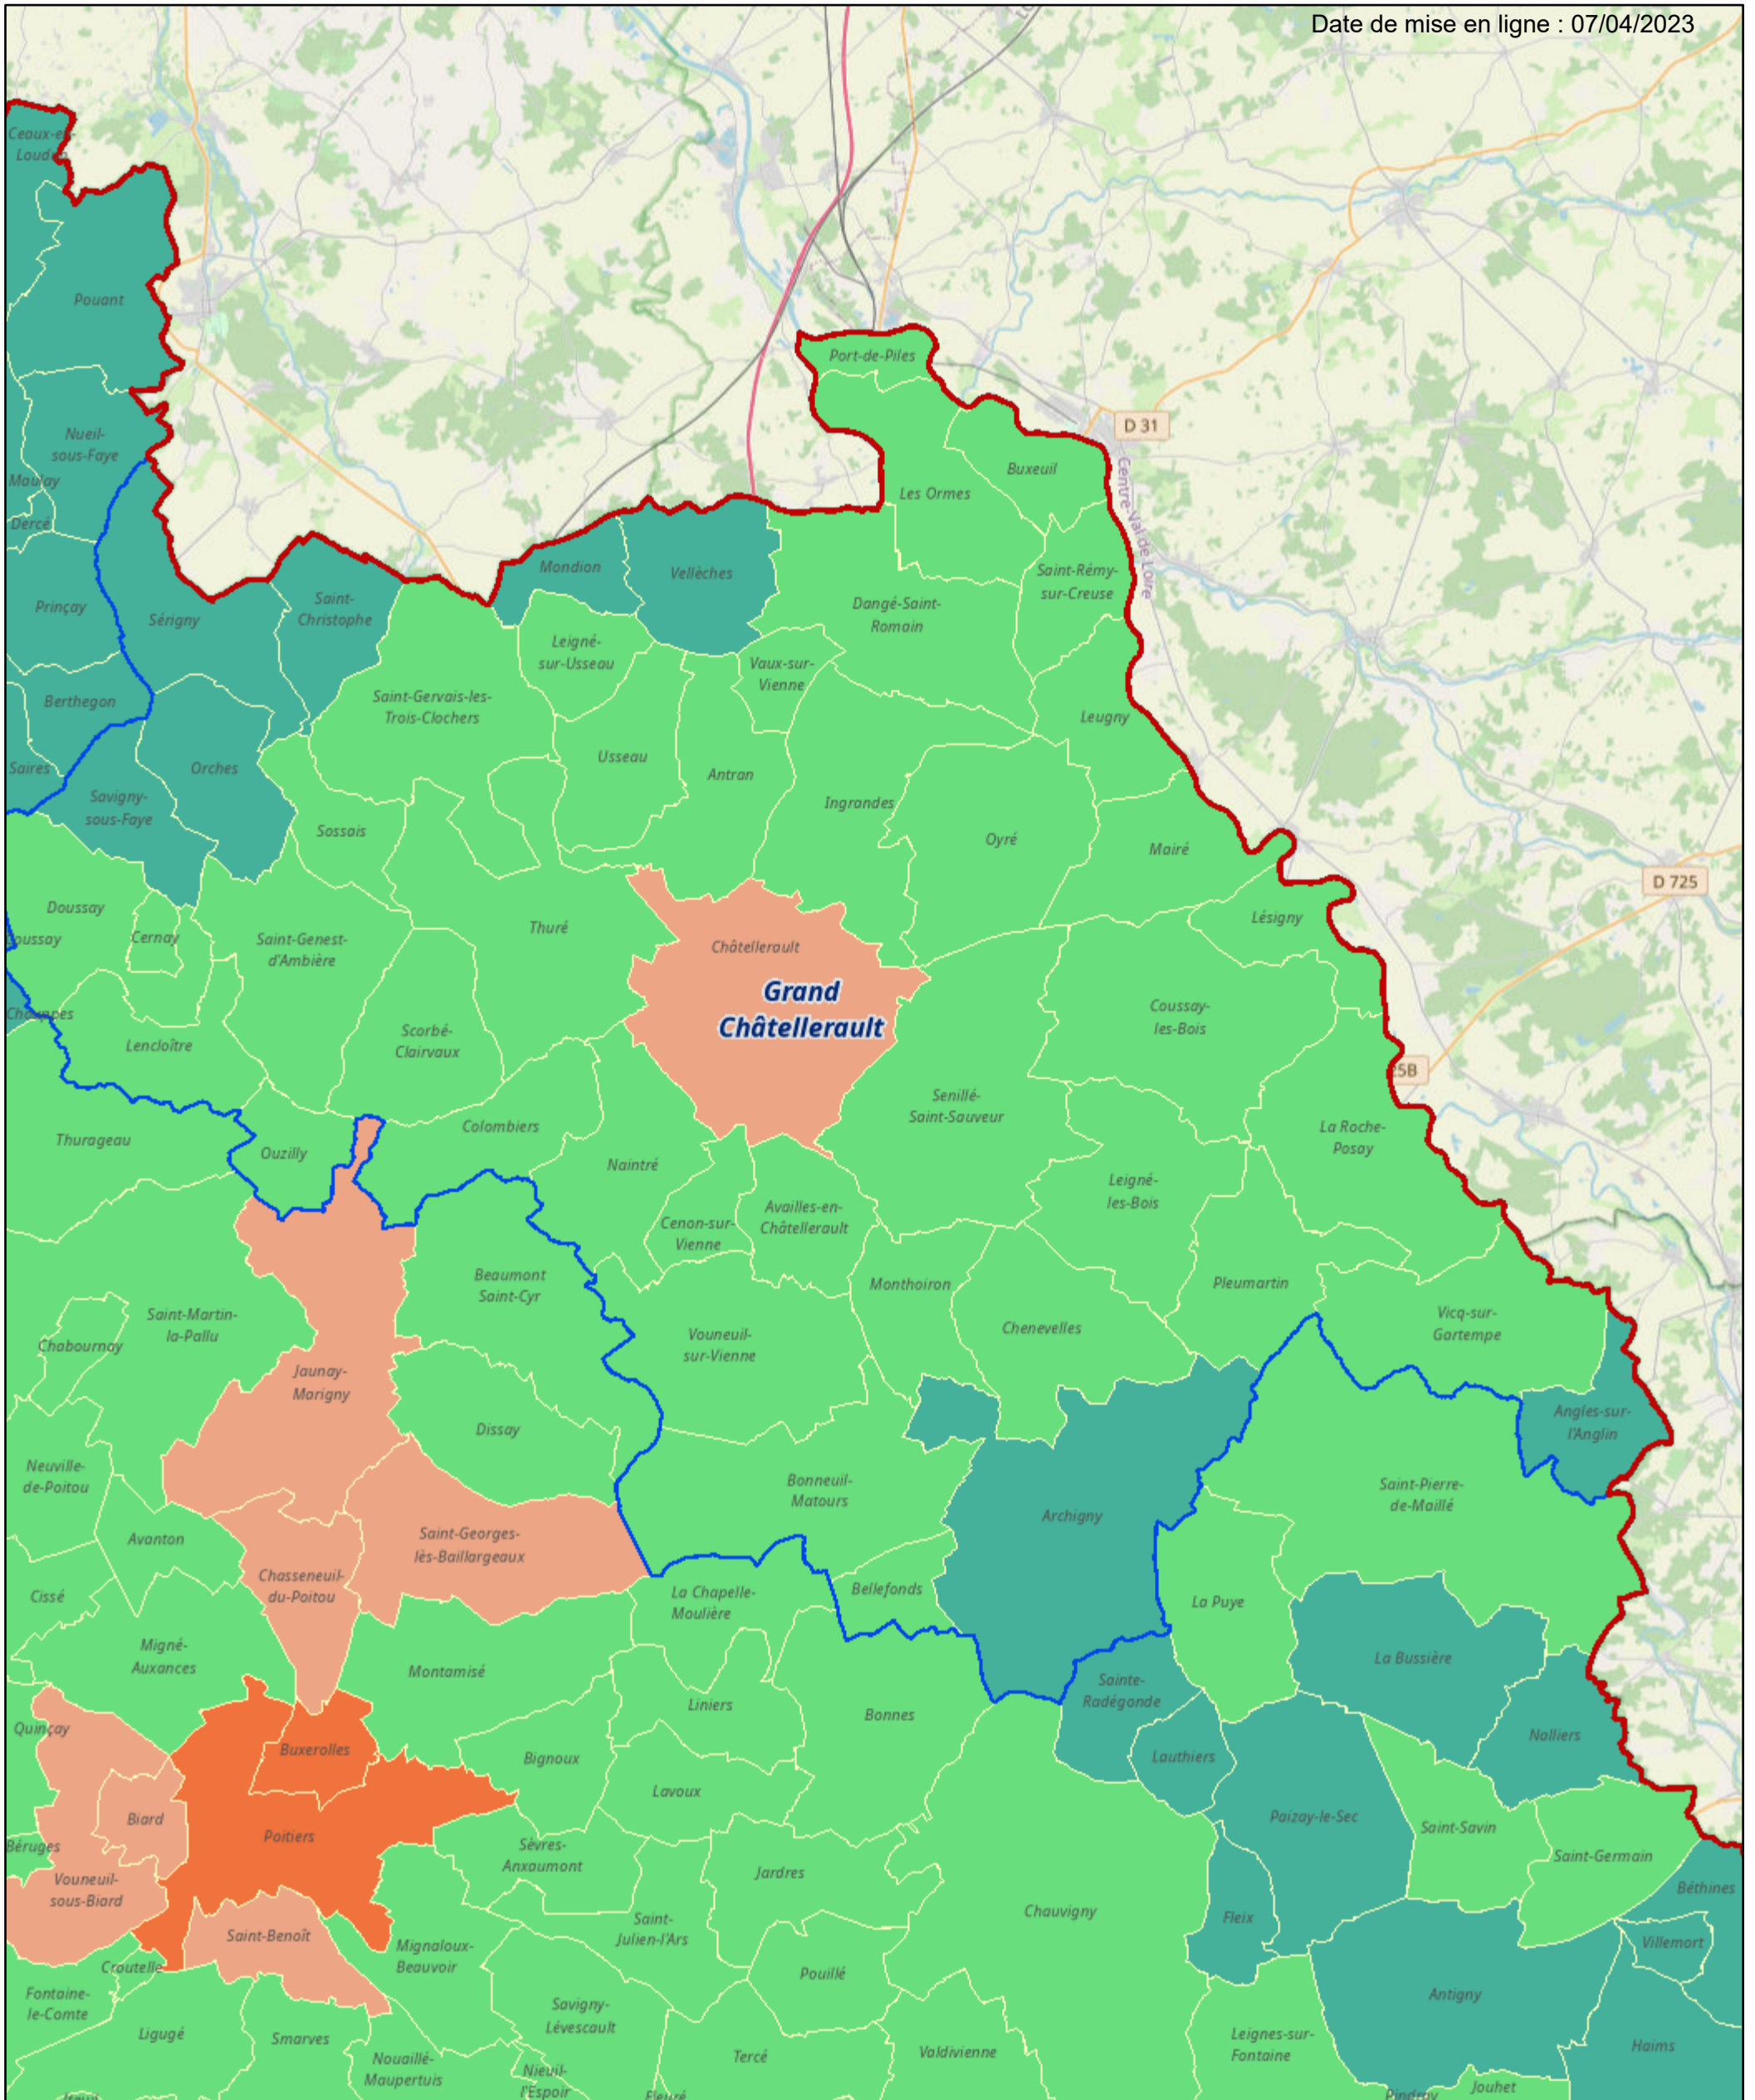 Date de mise en ligne : 07/04/2023
Ceaux-en-
Loudun
Pouant
Port-de-Piles
D 31
Nueil-
sous-Faye
Maulay
Buxeuil
Les Ormes
Dercé
Centre-Val de Loire
Mondion
Vellèches
Saint-Rémy-
sur-Creuse
Prinçay
Sérigny
Saint-
Christophe
Dangé-Saint-
Romain
Leigné-
sur-Usseau
Vaux-sur-
Vienne
Berthegon
Saint-Gervais-les-
Trois-Clochers
Leugny
Usseau
Antran
Saires
Orches
Savigny-
sous-Faye
Ingrandes
Sossais
Oyré
Mairé
D 725
Doussay
oussay
Cernay
Saint-Genest-
d'Ambière
Thuré
Châtellerault
Lésigny
Grand
Châtellerault
Chouppes
Coussay-
les-Bois
Lencloître
Scorbé-
Clairvaux
25B
Senillé-
Saint-Sauveur
Thurageau
Ouzilly
Colombiers
La Roche-
Posay
Naintré
Leigné-
les-Bois
Cenon-sur-
Vienne
Availles-en-
Châtellerault
Beaumont
Saint-Cyr
Monthoiron
Pleumartin
Saint-Martin-
la-Pallu
Chabournay
Vouneuil-
sur-Vienne
Chenevelles
Vicq-sur-
Gartempe
Jaunay-
Marigny
Dissay
Angles-sur-
l'Anglin
Neuville-
de-Poitou
Bonneuil-
Matours
Saint-Pierre-
de-Maillé
Archigny
Avanton
Saint-Georges-
lès-Baillargeaux
Cissé
Chasseneuil-
du-Poitou
La Chapelle-
Moulière
Bellefonds
La Puye
Migné-
Auxances
Montamisé
La Bussière
Sainte-
Radégonde
Liniers
Bonnes
Quinçay
Buxerolles
Bignoux
Lauthiers
Nalliers
Lavoux
Biard
Poitiers
Paizay-le-Sec
Saint-Savin
Béruges
Sèvres-
Anxaumont
Saint-Germain
Vouneuil-
sous-Biard
Jardres
Béthines
Chauvigny
Fleix
Saint-Benoît
Saint-
Julien-l'Ars
Villemort
Mignaloux-
Beauvoir
Croutelle
Pouillé
Fontaine-
le-Comte
Antigny
Savigny-
Lévescault
Ligugé
Smarves
Leignes-sur-
Fontaine
Haims
Nouaillé-
Maupertuis
Tercé
Valdivienne
Nieuil-
l'Espoir
Fleuré
Jouhet
Pindray